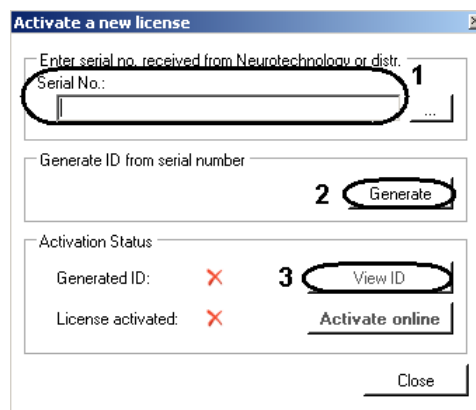 Activate a new license
Enter serial no. received from Neurotechnology or distr.
1
Serial No.:
...
Generate ID from serial number
2 Generate
Activation Status
Generated ID: 3 View ID
License activated: Activate online
Close